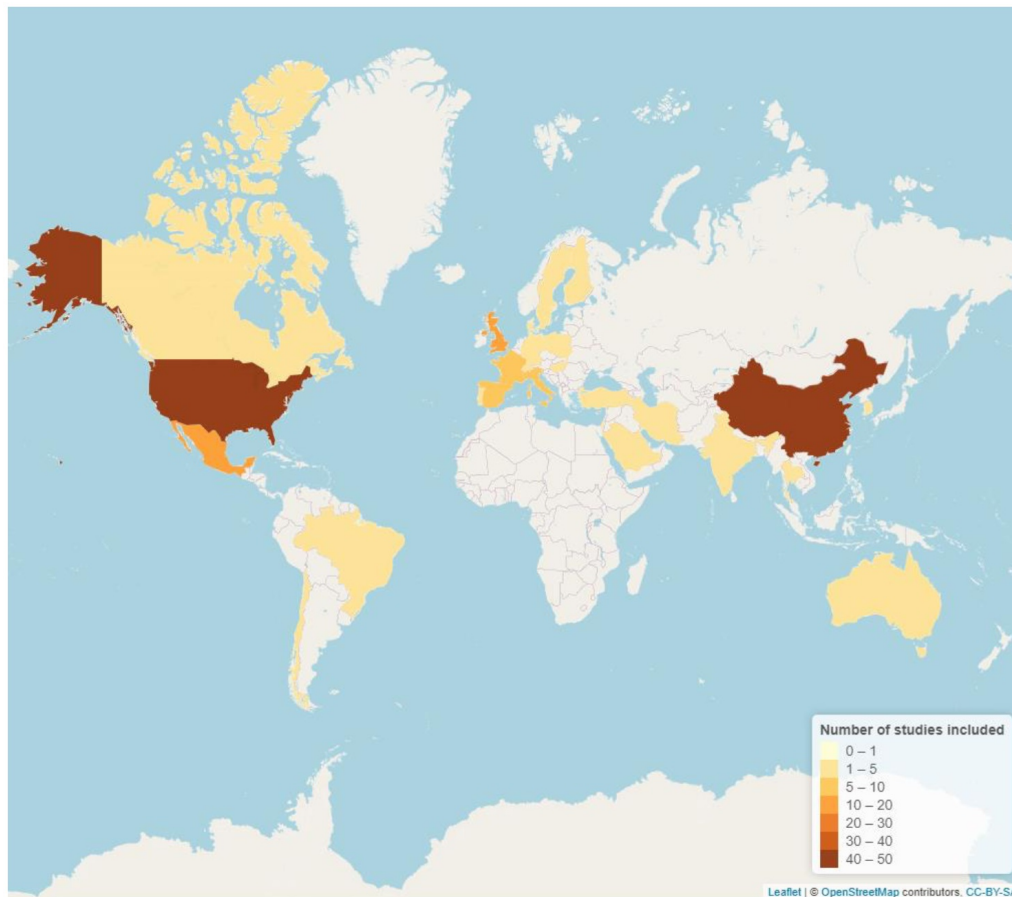 Number of studies included
0 – 1
1 – 5
5 – 10
10 – 20
20 – 30
30 – 40
40 – 50
Leaflet | © OpenStreetMap contributors, CC-BY-SA